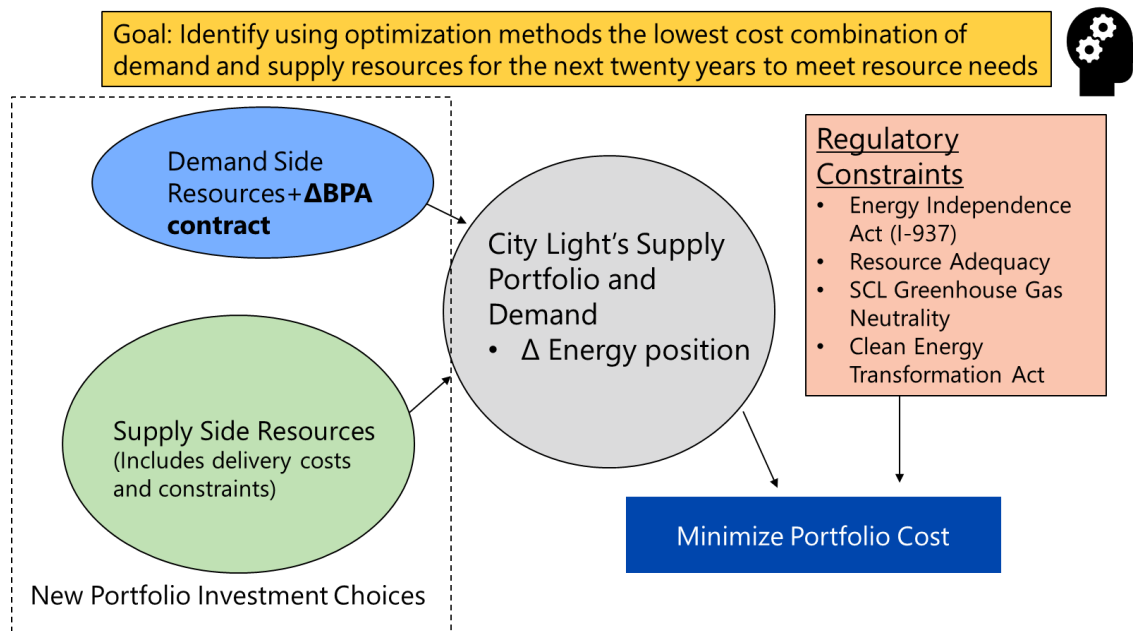 Goal: Identify using optimization methods the lowest cost combination of
demand and supply resources for the next twenty years to meet resource needs
Demand Side
Resources+ΔBPA
contract
Supply Side Resources
(Includes delivery costs
and constraints)
New Portfolio Investment Choices
City Light’s Supply
Portfolio and
Demand
• Δ Energy position
Regulatory
Constraints
• Energy Independence
Act (I-937)
• Resource Adequacy
• SCL Greenhouse Gas
Neutrality
• Clean Energy
Transformation Act
Minimize Portfolio Cost